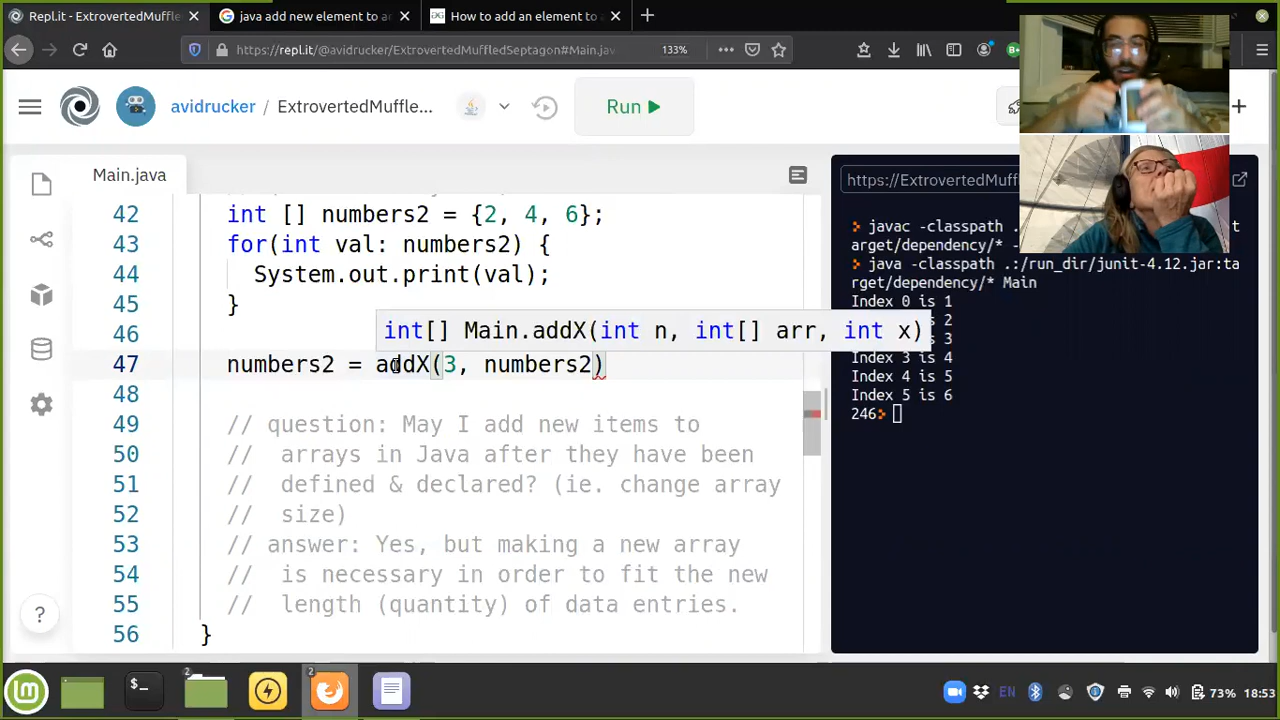 Repl.it - ExtrovertedMuffle
java add new element to a
How to add an element to a
https://repl.it/@avidrucker/ExtrovertedMuffledSeptagon#Main.jav
133%
avidrucker / ExtrovertedMuffle...
Run
Main.java
https://ExtrovertedMuffl
42 int [] numbers2 = {2, 4, 6};
43 for(int val: numbers2) {
44 System.out.print(val);
45 }
46
int[] Main.addX(int n, int[] arr, int x)
47 numbers2 = addX(3, numbers2)
48
49 // question: May I add new items to
50 // arrays in Java after they have been
51 // defined & declared? (ie. change array
52 // size)
53 // answer: Yes, but making a new array
54 // is necessary in order to fit the new
55 // length (quantity) of data entries.
56 }
?
javac -classpath .
t
arget/dependency/* -
java -classpath .:/run_dir/junit-4.12.jar:ta
rget/dependency/* Main
Index 0 is 1
s 2
s 3
Index 3 is 4
Index 4 is 5
Index 5 is 6
246
2
$_
2
EN
73%
18:53